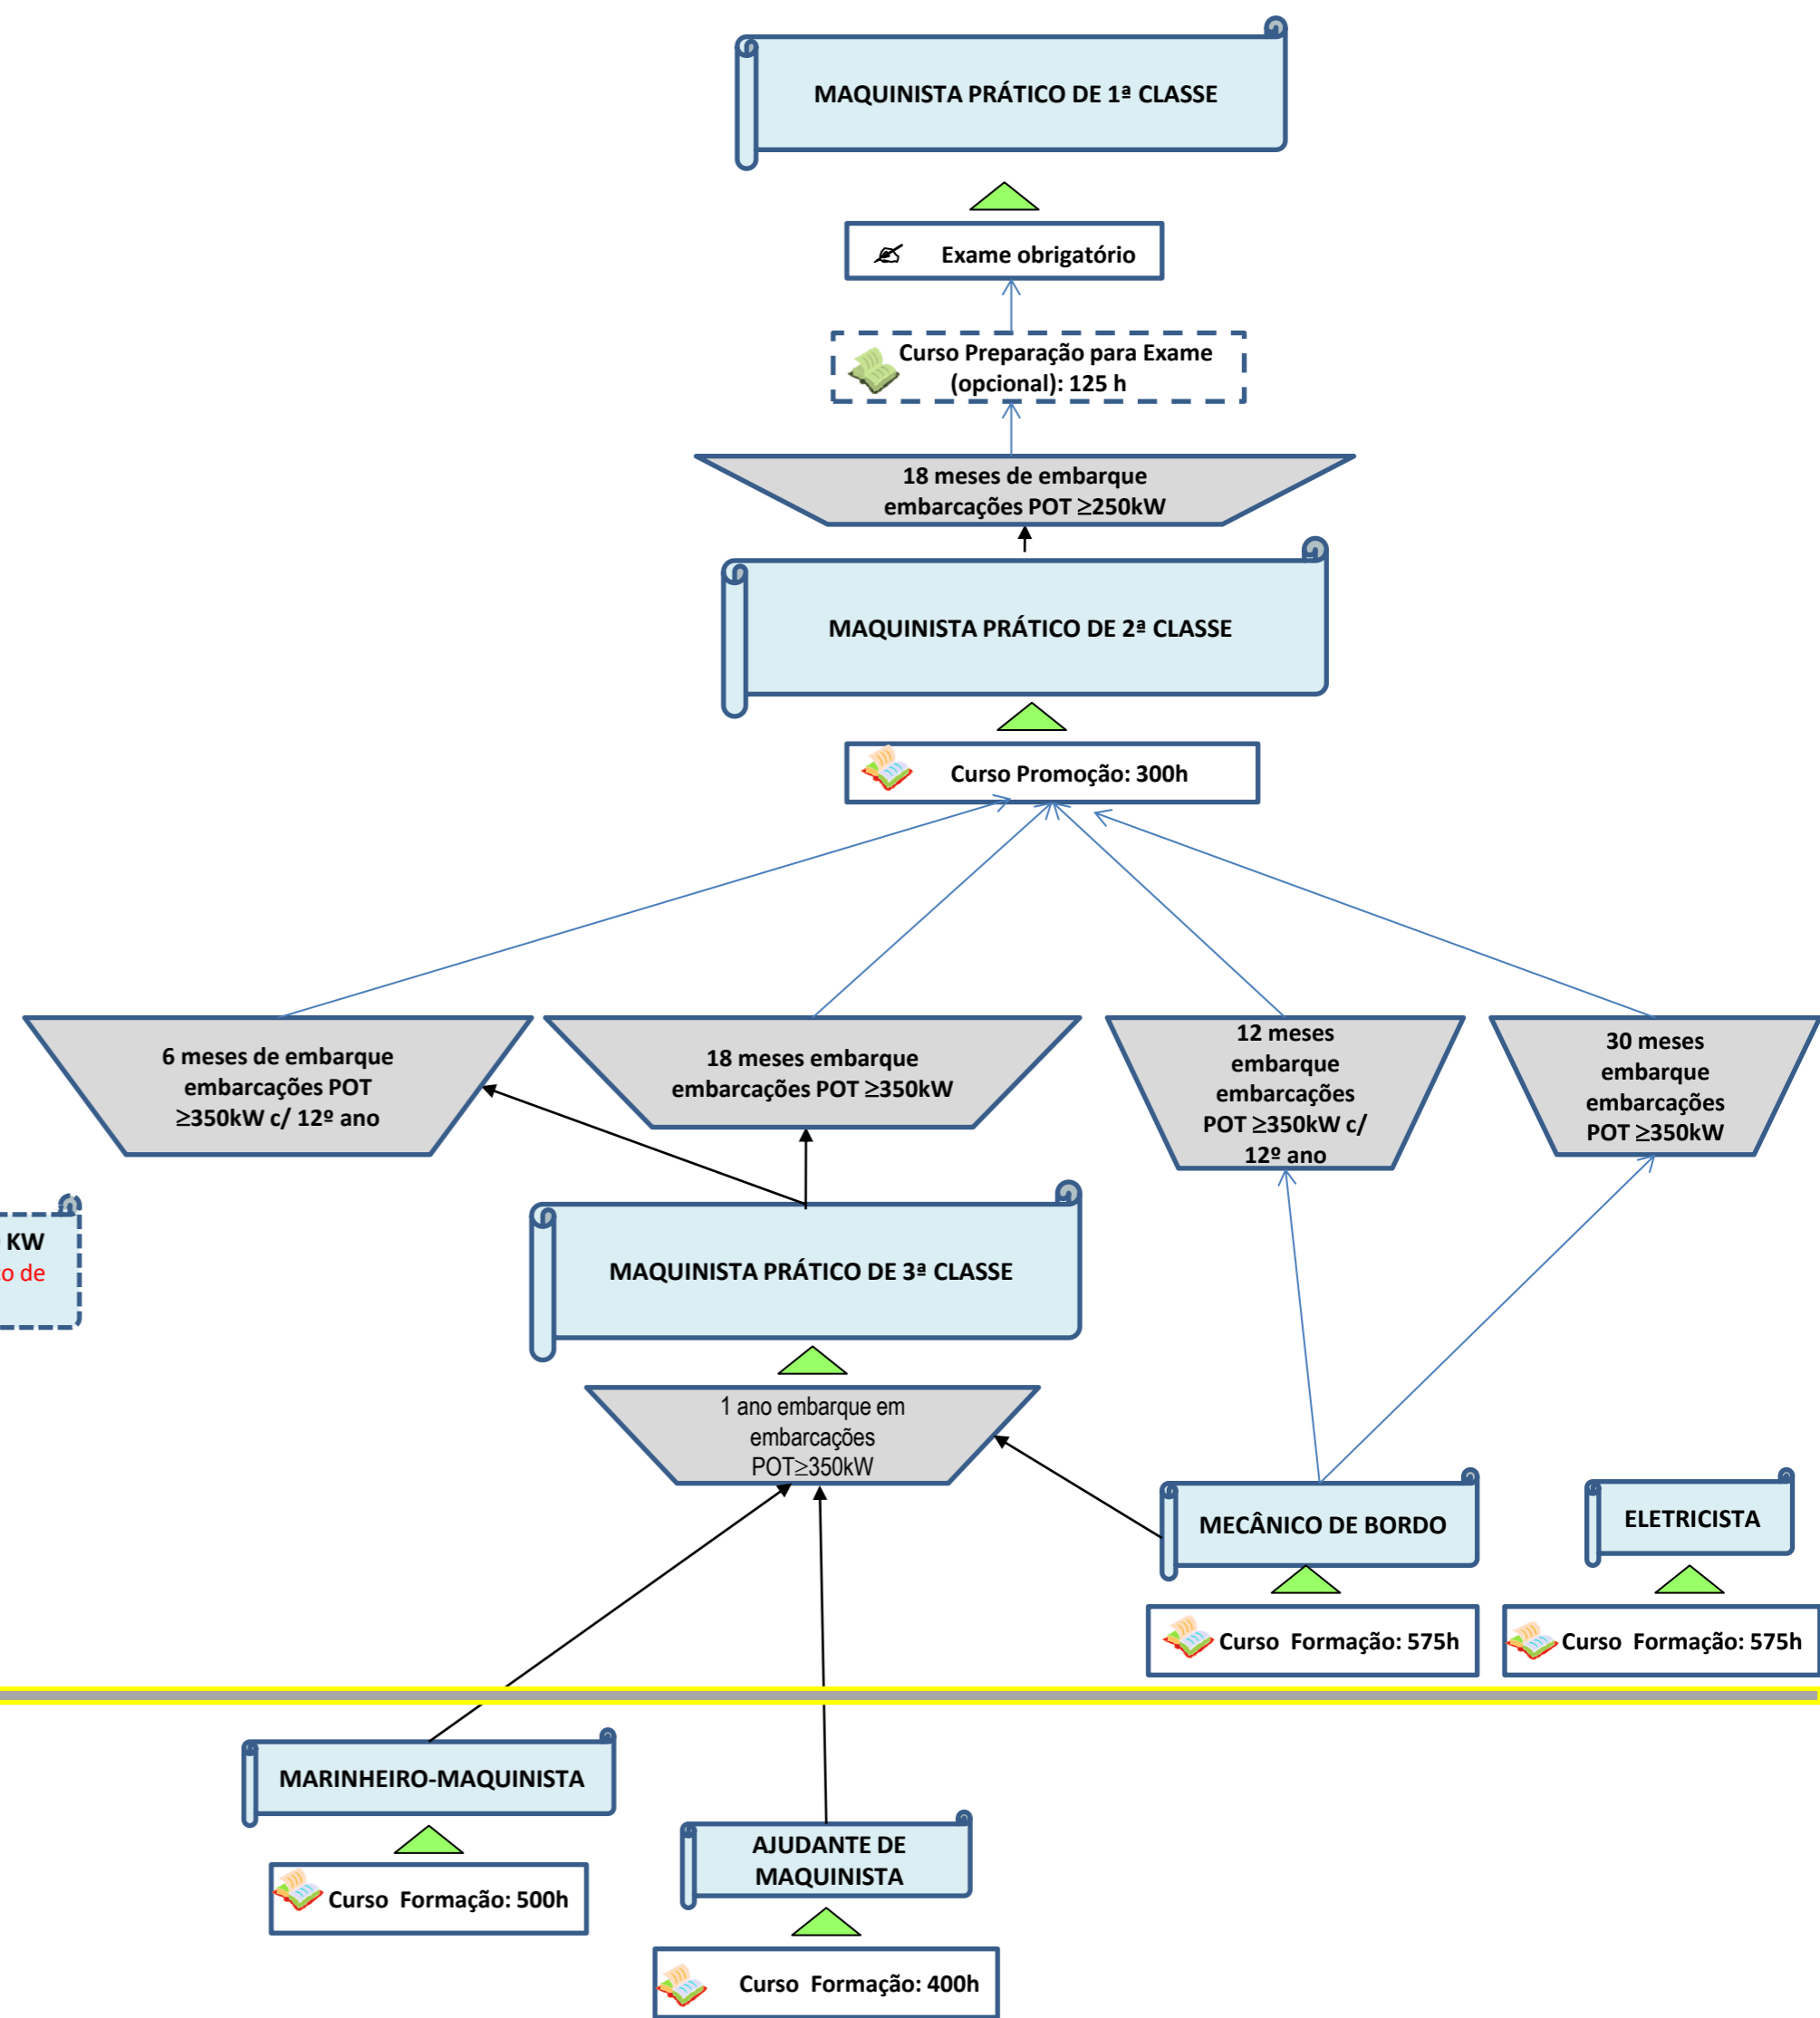 MAQUINISTA PRÁTICO DE 1ª CLASSE
Exame obrigatório
Curso Preparação para Exame
(opcional): 125 h
18 meses de embarque
embarcações POT ≥250kW
MAQUINISTA PRÁTICO DE 2ª CLASSE
Curso Promoção: 300h
6 meses de embarque
embarcações POT
≥350kW c/ 12º ano
18 meses embarque
embarcações POT ≥350kW
12 meses
embarque
embarcações
POT ≥350kW c/
12º ano
30 meses
embarque
embarcações
POT ≥350kW
KW
de
MAQUINISTA PRÁTICO DE 3ª CLASSE
1 ano embarque em
embarcações
POT≥350kW
MECÂNICO DE BORDO
ELETRICISTA
Curso Formação: 575h
Curso Formação: 575h
MARINHEIRO-MAQUINISTA
Curso Formação: 500h
AJUDANTE DE
MAQUINISTA
Curso Formação: 400h